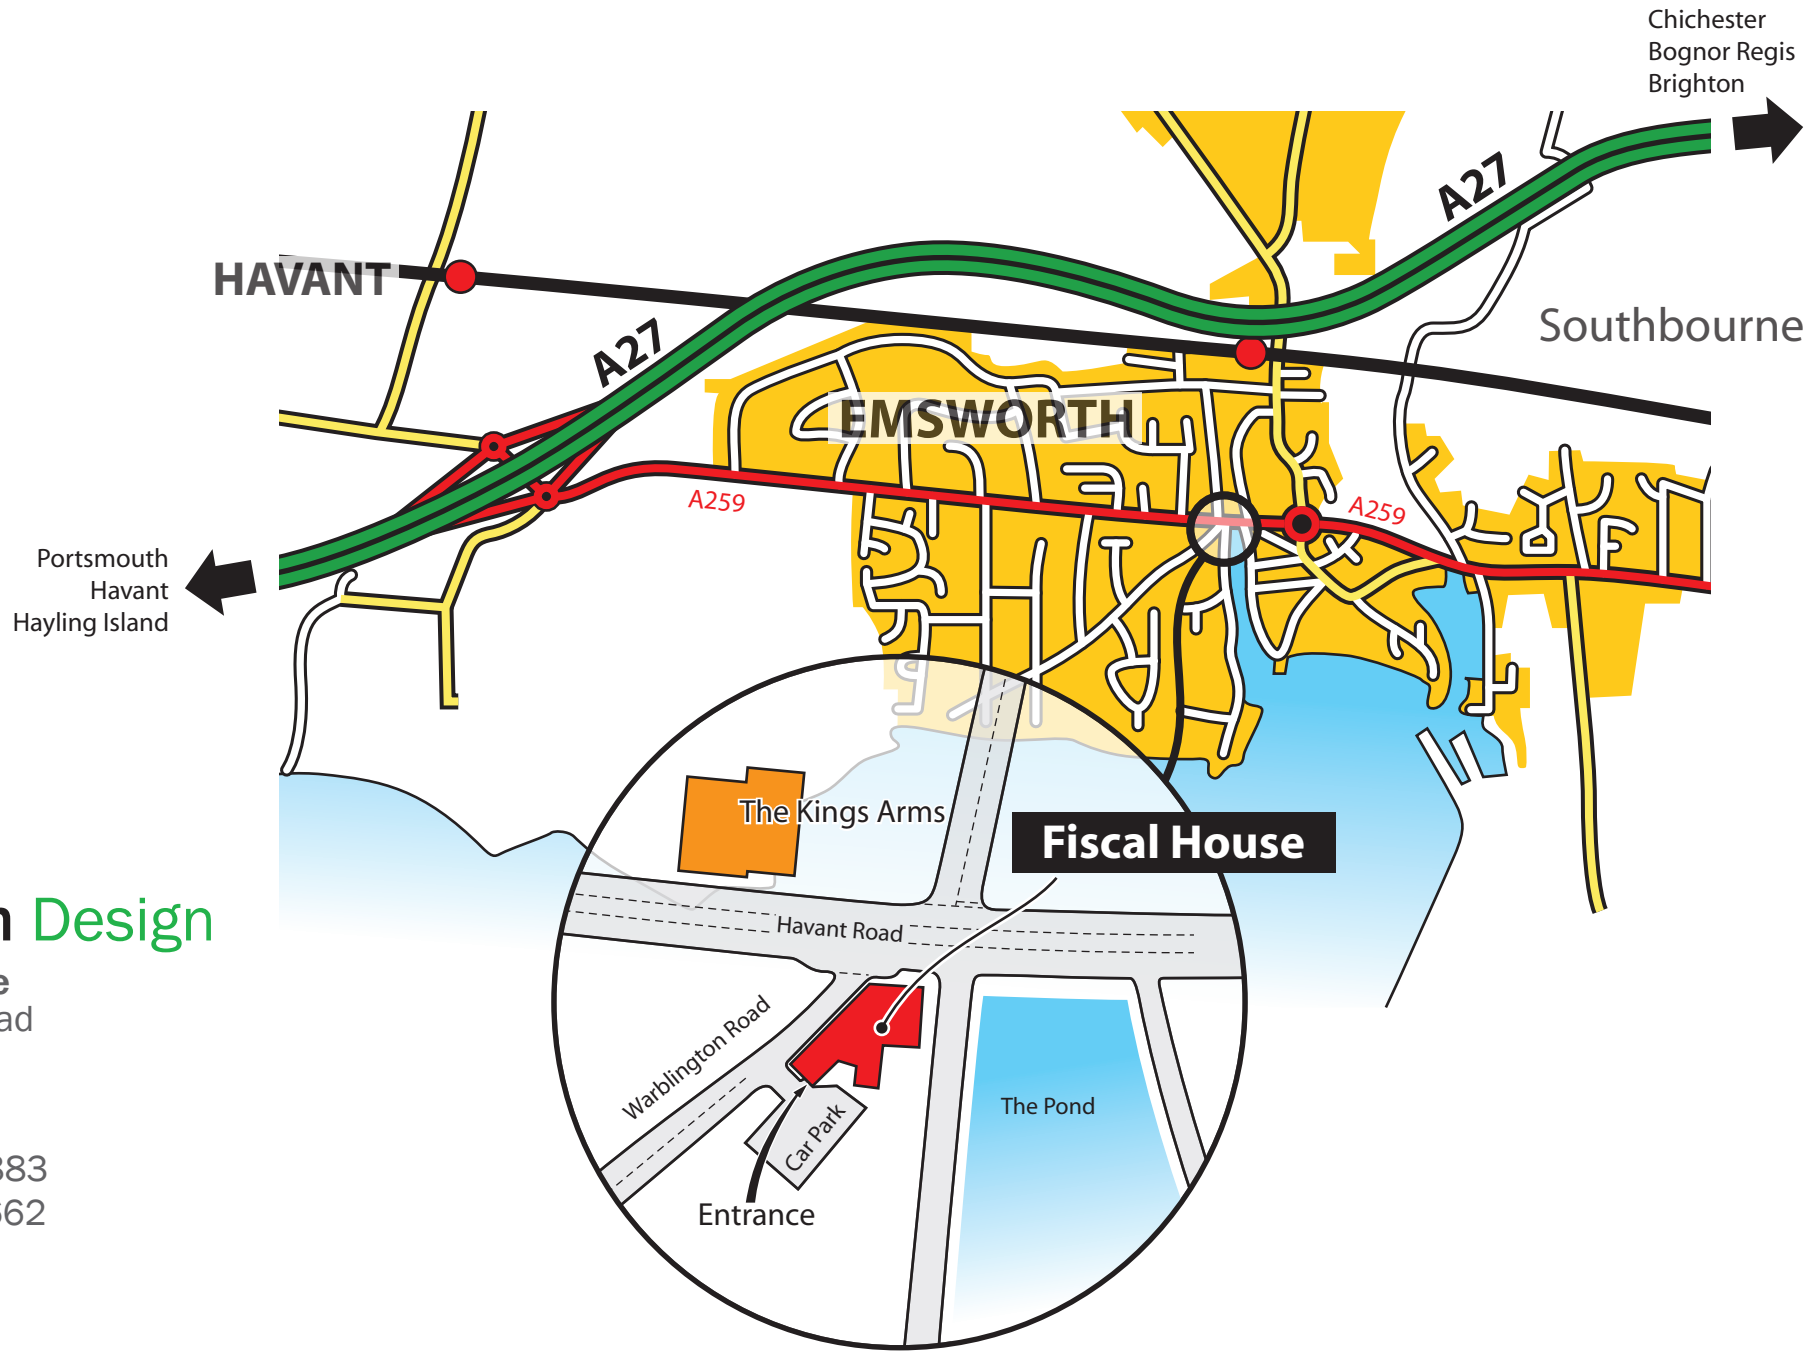 Chichester
Bognor Regis
Brighton
A27
HAVANT
Southbourne
A27
EMSWORTH
A259
A259
Portsmouth
Havant
Hayling Island
The Kings Arms
Fiscal House
Design
Havant Road
Warblington Road
The Pond
Car Park
Entrance